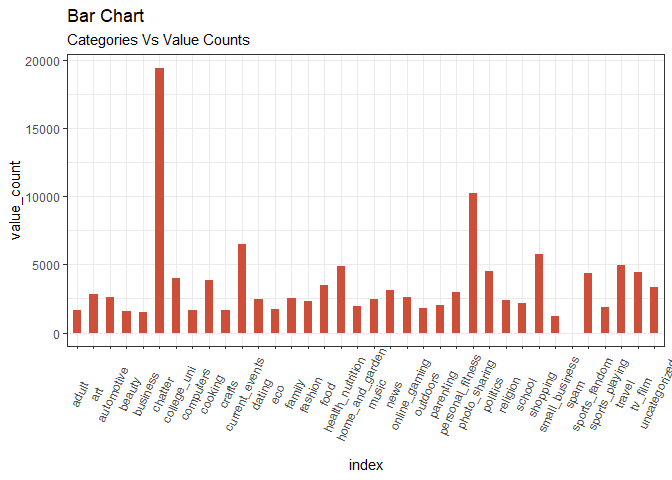 Bar Chart
Categories Vs Value Counts
20000
15000
10000
5000
0
value_count
adult
art
automotive
beauty
business
chatter
college_uni
computers
cooking
crafts
current_events
dating
eco
family
fashion
food
health_nutrition
home_and_garden
music
news
online_gaming
outdoors
parenting
personal_fitness
photo_sharing
politics
religion
school
shopping
small_business
spam
sports_fandom
sports_playing
travel
tv_film
uncategorized
index